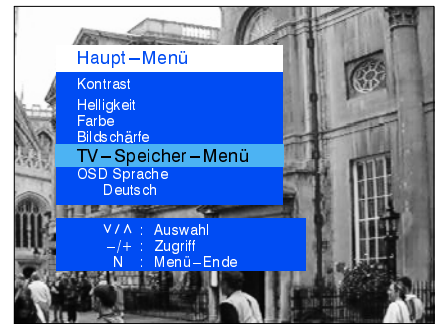 Haupt–Menü
Kontrast
Helligkeit
Farbe
Bildschärfe
TV–Speicher–Menü
OSD Sprache
Deutsch
∨/∧ : Auswahl
–/+ : Zugriff
N : Menü–Ende